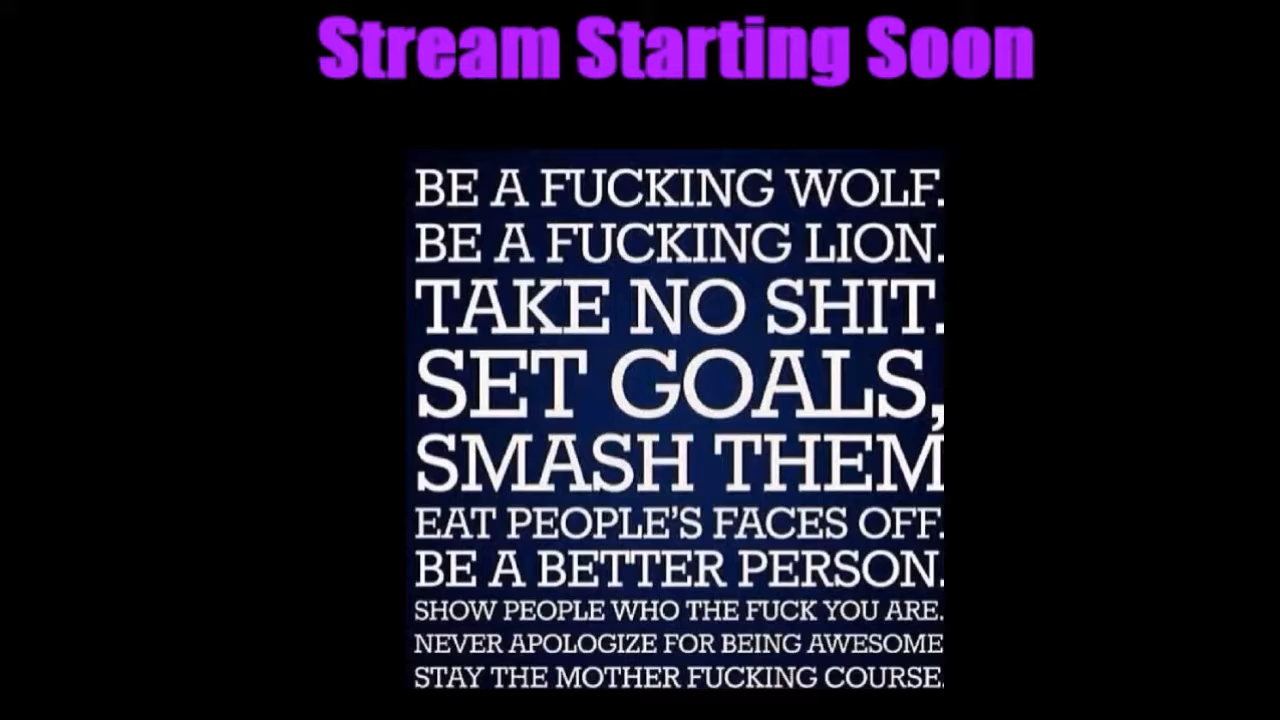 Stream Starting Soon
BE A FUCKING WOLF.
BE A FUCKING LION.
TAKE NO SHIT.
SET GOALS,
SMASH THEM
EAT PEOPLE'S FACES OFF.
BE A BETTER PERSON.
SHOW PEOPLE WHO THE FUCK YOU ARE.
NEVER APOLOGIZE FOR BEING AWESOME
STAY THE MOTHER FUCKING COURSE.